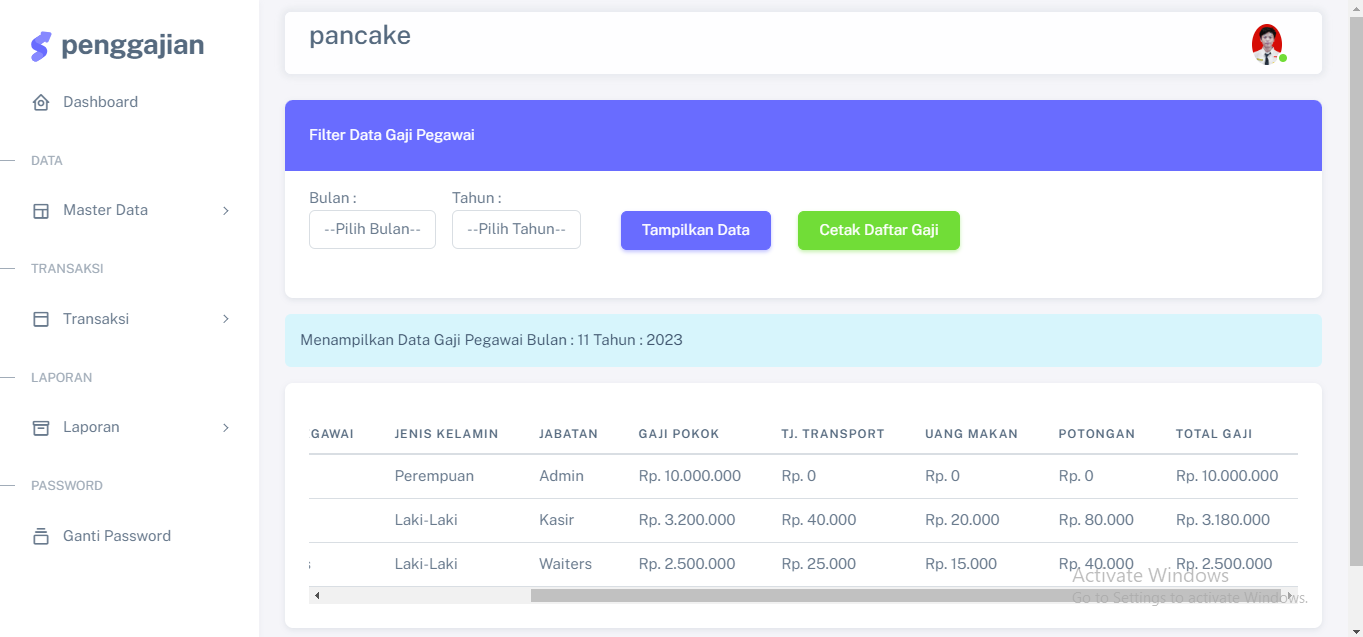 penggajian
Dashboard
DATA
Master Data
TRANSAKSI
Transaksi
LAPORAN
Laporan
PASSWORD
Ganti Password
pancake
Filter Data Gaji Pegawai
Bulan : Tahun :
--Pilih Bulan-- --Pilih Tahun-- Tampilkan Data Cetak Daftar Gaji
Menampilkan Data Gaji Pegawai Bulan : 11 Tahun : 2023
GAWAI JENIS KELAMIN JABATAN GAJI POKOK TJ. TRANSPORT UANG MAKAN POTONGAN TOTAL GAJI
Perempuan Admin Rp. 10.000.000 Rp. 0 Rp. 0 Rp. 0 Rp. 10.000.000
Laki-Laki Kasir Rp. 3.200.000 Rp. 40.000 Rp. 20.000 Rp. 80.000 Rp. 3.180.000
Laki-Laki Waiters Rp. 2.500.000 Rp. 25.000 Rp. 15.000 Rp. 40.000 Rp. 2.500.000
Activate Windows
Go to Settings to activate Windows.